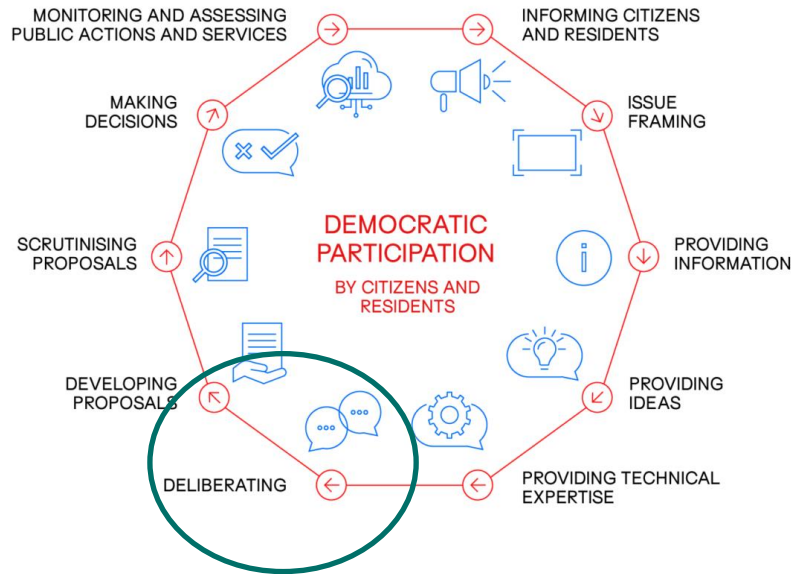 MONITORING AND ASSESSING
PUBLIC ACTIONS AND SERVICES
INFORMING CITIZENS
AND RESIDENTS
MAKING
DECISIONS
ISSUE
FRAMING
SCRUTINISING
PROPOSALS
DEMOCRATIC
PARTICIPATION
BY CITIZENS AND
RESIDENTS
PROVIDING
INFORMATION
DEVELOPING
PROPOSALS
PROVIDING
IDEAS
DELIBERATING
PROVIDING TECHNICAL
EXPERTISE